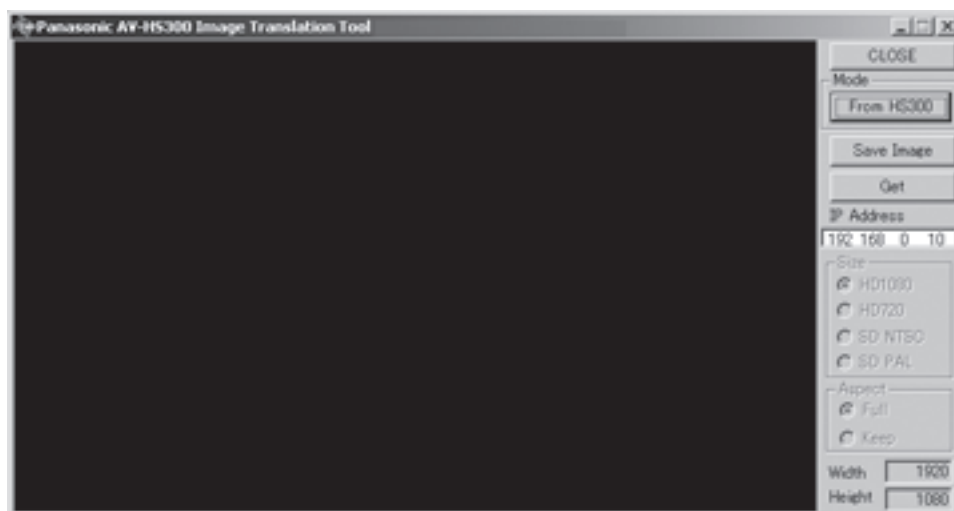 Panasonic AV-HS300 Image Translation Tool
CLOSE
Mode
From HS300
Save Image
Get
IP Address
192 168 0 10
Size
HD1080
HD720
SD NTSC
SD PAL
Aspect
Full
Keep
Width 1920
Height 1080